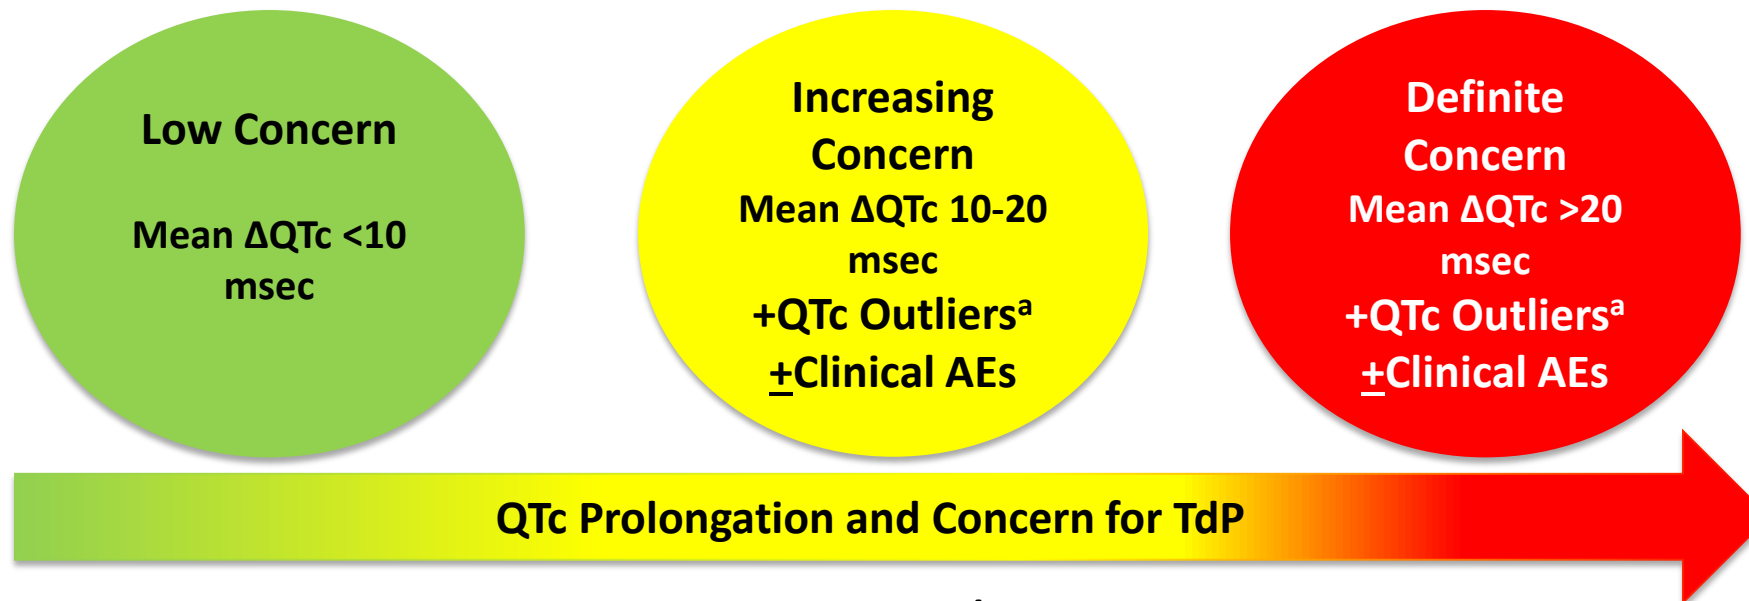 Low Concern
Mean ΔQTc <10
msec
Increasing
Concern
Mean ΔQTc 10-20
msec
+QTc Outliersᵃ
±Clinical AEs
Definite
Concern
Mean ΔQTc >20
msec
+QTc Outliersᵃ
±Clinical AEs
QTc Prolongation and Concern for TdP